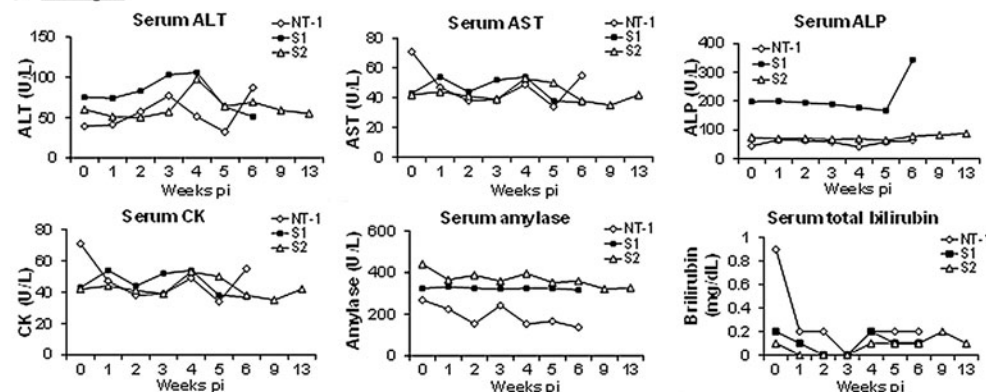 Serum ALT
NT-1
S1
S2
ALT (U/L)
150
100
50
0
0 1 2 3 4 5 6 9 13
Weeks pi
Serum AST
NT-1
S1
S2
AST (U/L)
80
60
40
20
0
0 1 2 3 4 5 6 9 13
Weeks pi
Serum ALP
NT-1
S1
S2
ALP (U/L)
400
300
200
100
0
0 1 2 3 4 5 6 9 13
Weeks pi
Serum CK
NT-1
S1
S2
CK (U/L)
80
60
40
20
0
0 1 2 3 4 5 6 9 13
Weeks pi
Serum amylase
NT-1
S1
S2
Amylase (U/L)
600
400
200
0
0 1 2 3 4 5 6 9 13
Weeks pi
Serum total bilirubin
NT-1
S1
S2
Brilirubin
(mg/dL)
1
0.8
0.6
0.4
0.2
0
0 1 2 3 4 5 6 9 13
Weeks pi